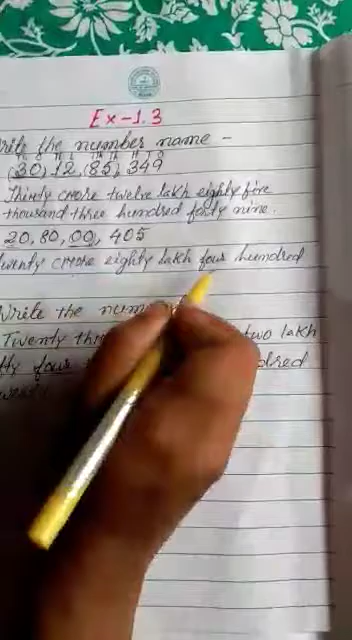 Ex-1.3
Write the number name -
(30),12,(85),349
Thirty crore twelve lakh eighty five
thousand three hundred forty nine.
20,80,00,405
Twenty crore eighty lakh four hundred
Write the num
Twenty two lakh
four dred